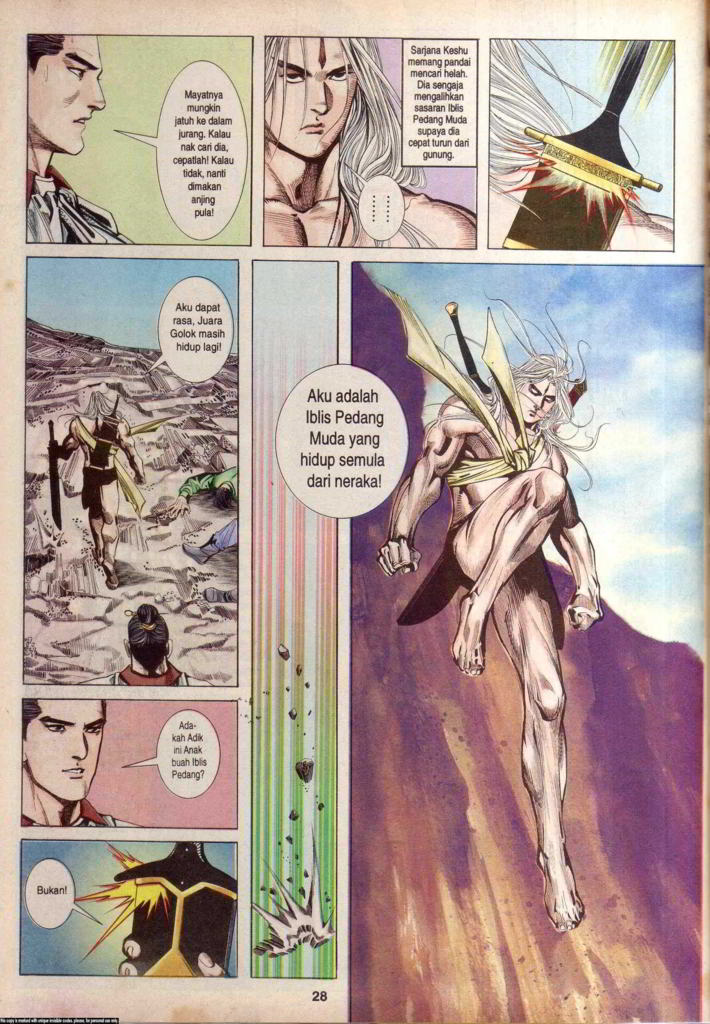 Mayatnya
mungkin
jatuh ke dalam
jurang. Kalau
nak cari dia,
cepatlah! Kalau
tidak, nanti
dimakan
anjing
pula!
Sarjana Keshu
memang pandai
mencari helah.
Dia sengaja
mengalihkan
sasaran Iblis
Pedang Muda
supaya dia
cepat turun dari
gunung.
Aku dapat
rasa, Juara
Golok masih
hidup lagi!
Aku adalah
Iblis Pedang
Muda yang
hidup semula
dari neraka!
Ada-
kah Adik
ini Anak
buah Iblis
Pedang?
Bukan!
28
this copy is marked with unique invisible codes. please, for personal use only.